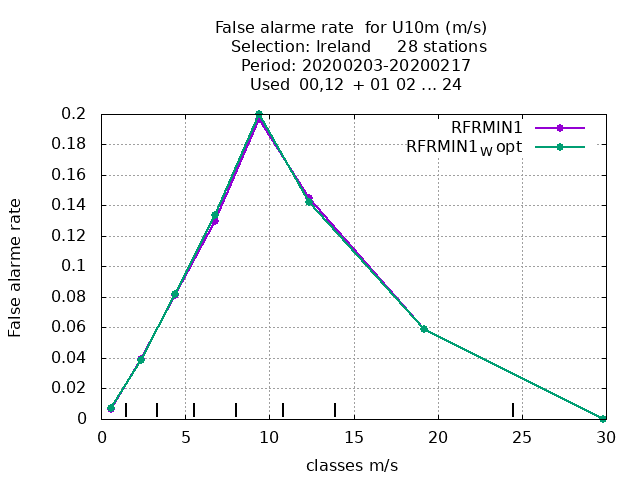 False alarme rate  for U10m (m/s)
Selection: Ireland     28 stations
Period: 20200203-20200217
Used  00,12  + 01 02 ... 24
RFRMIN1
RFRMIN1W opt
False alarme rate
0.2
0.18
0.16
0.14
0.12
0.1
0.08
0.06
0.04
0.02
0
0 5 10 15 20 25 30
classes m/s